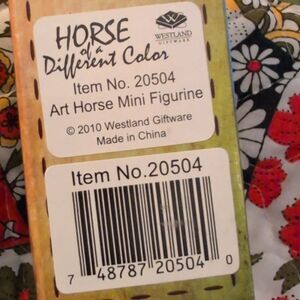 HORSE
of a
Different Color
WESTLAND
GIFTWARE
Item No. 20504
Art Horse Mini Figurine
© 2010 Westland Giftware
Made in China
Item No.20504
7 48787 20504 0